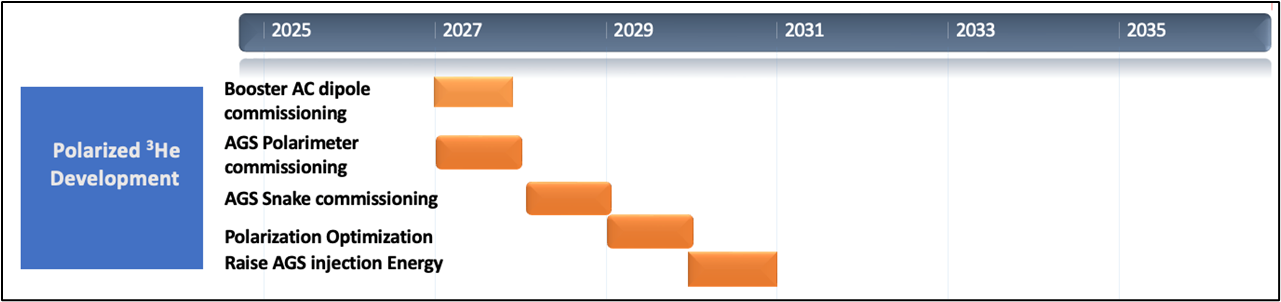 2025 2027 2029 2031 2033 2035
Polarized ³He
Development
Booster AC dipole
commissioning
AGS Polarimeter
commissioning
AGS Snake commissioning
Polarization Optimization
Raise AGS injection Energy